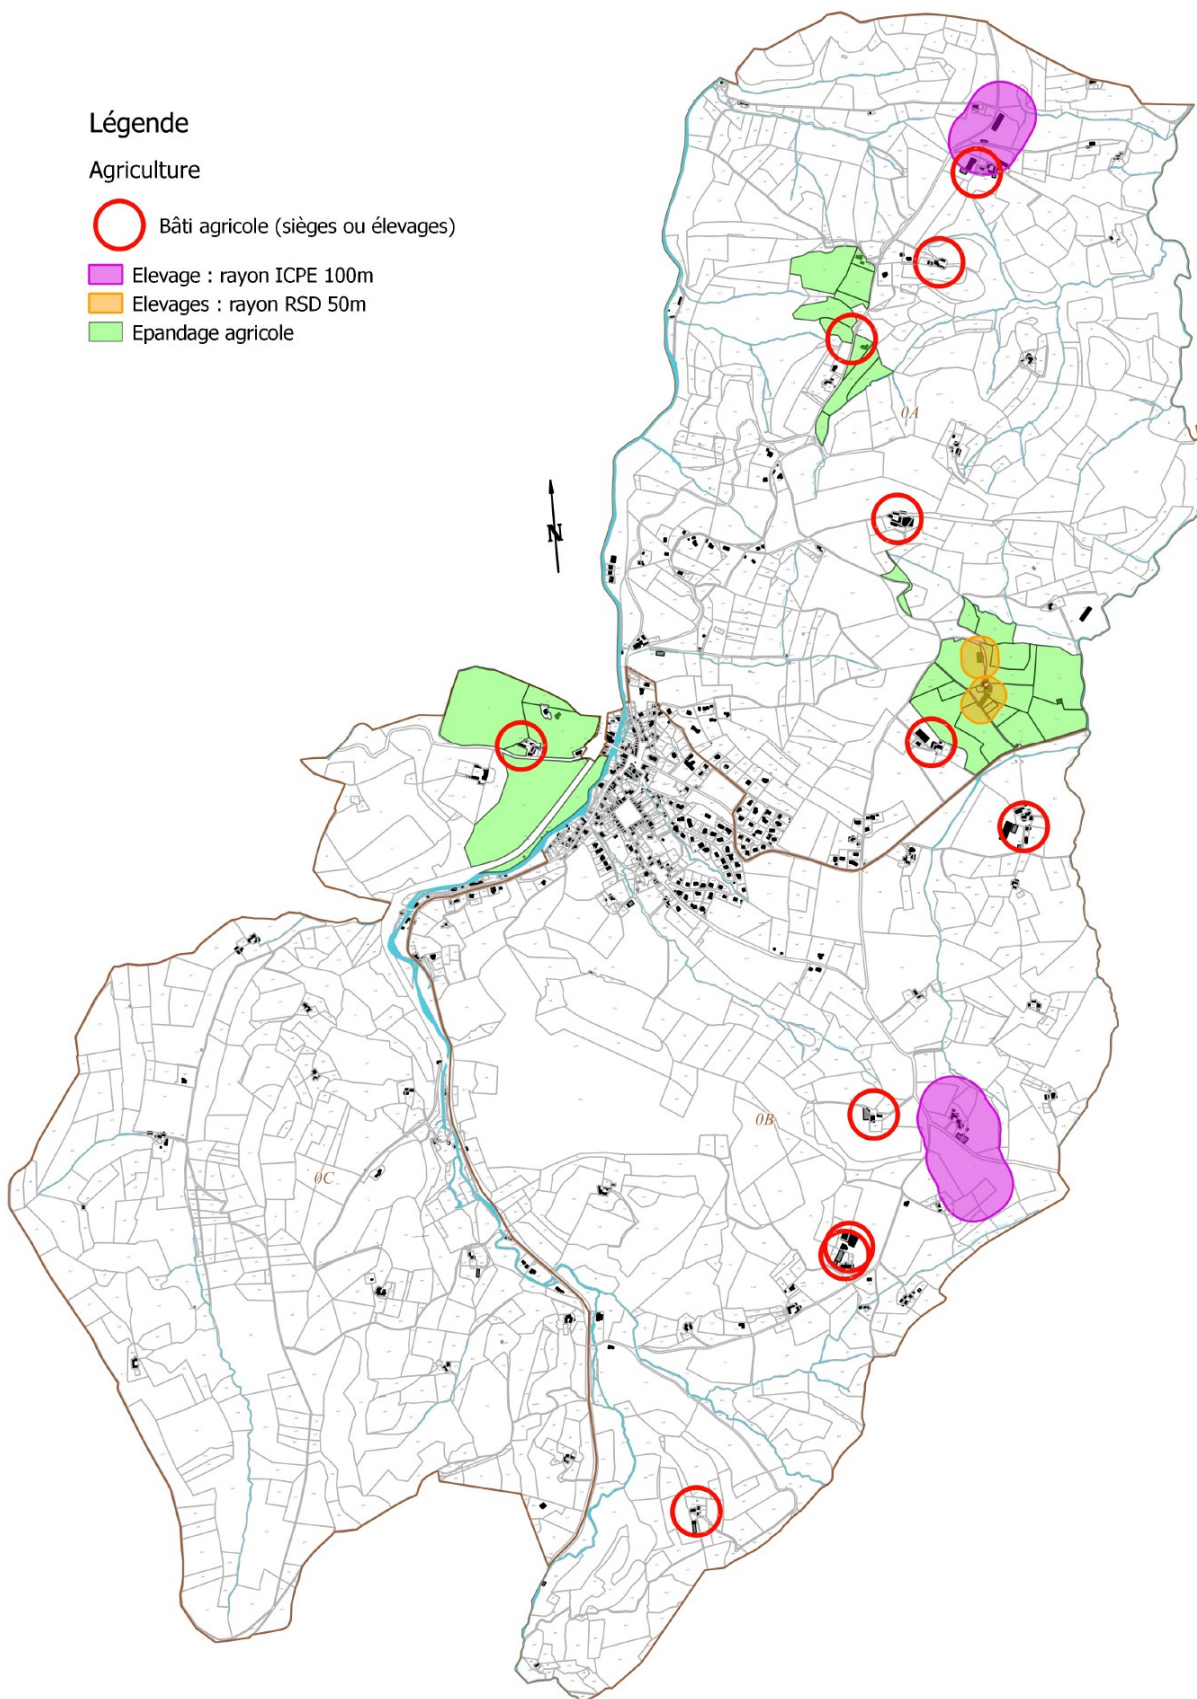 Légende
Agriculture
Bâti agricole (sièges ou élevages)
Elevage : rayon ICPE 100m
Elevages : rayon RSD 50m
Epandage agricole
0A
N
0B
0C